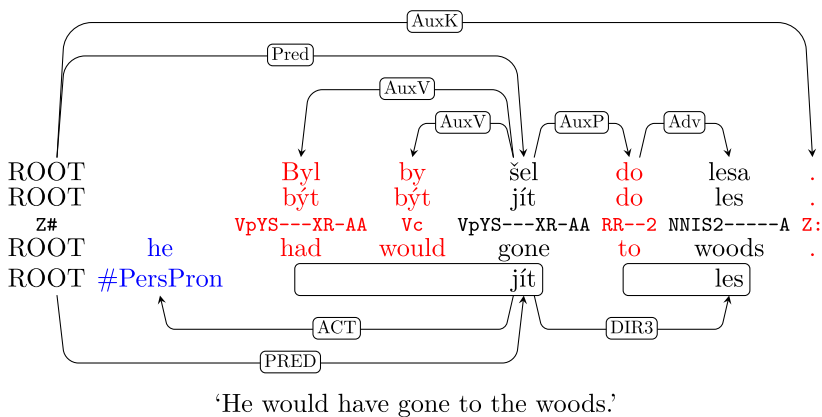 AuxK
Pred
AuxV
AuxV AuxP Adv
ROOT Byl by šel do lesa .
ROOT být být jít do les .
Z# VpYS---XR-AA Vc VpYS---XR-AA RR--2 NNIS2-----A Z:
ROOT he had would gone to woods .
ROOT #PersPron jít les
ACT DIR3
PRED
‘He would have gone to the woods.’